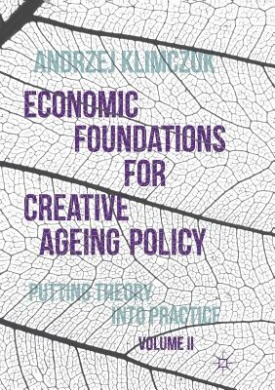 ANDRZEJ KLIMCZUK
ECONOMIC
FOUNDATIONS
FOR
CREATIVE
AGEING POLICY
PUTTING THEORY
INTO PRACTICE
VOLUME II